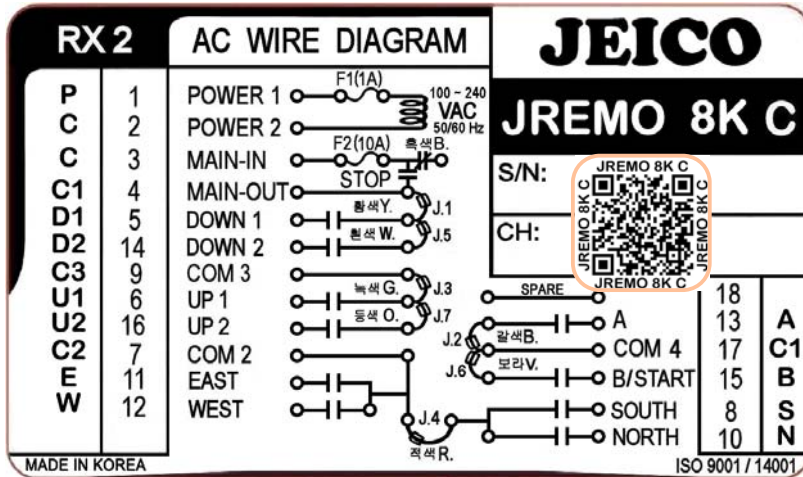 RX 2 AC WIRE DIAGRAM
P 1 POWER 1 F1(1A)
C 2 POWER 2
100 ~ 240
VAC
50/60 Hz
C 3 MAIN-IN F2(10A) 흑색B.
STOP
C1 4 MAIN-OUT
D1 5 DOWN 1 황색Y. J.1
D2 14 DOWN 2 흰색 W. J.5
C3 9 COM 3
U1 6 UP 1 녹색 G. J.3
U2 16 UP 2 등색 O. J.7
C2 7 COM 2
E 11 EAST
W 12 WEST
J.4
적색R.
MADE IN KOREA
JEICO
JREMO 8K C
S/N:
CH:
JREMO 8K C
JREMO 8K C
JREMO 8K C
JREMO 8K C
SPARE 18
A 13 A
J.2 갈색B.
COM 4 17 C1
J.6 보라V.
B/START 15 B
SOUTH 8 S
NORTH 10 N
ISO 9001 / 14001